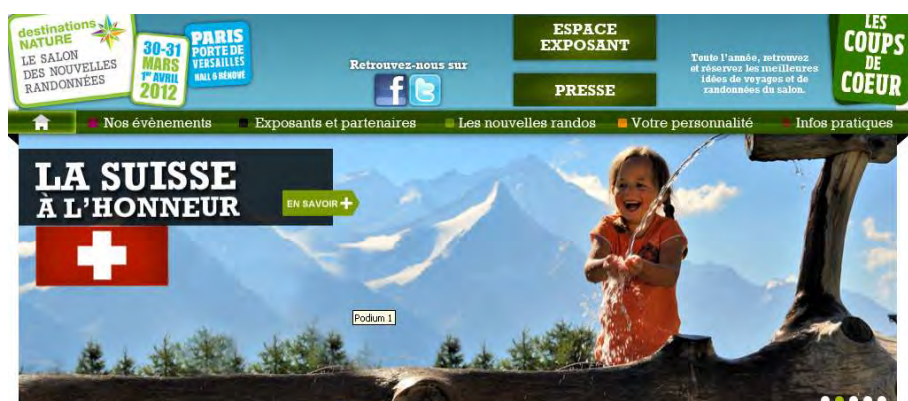 destinations
NATURE
LE SALON
DES NOUVELLES
RANDONNÉES
30-31
MARS
1er AVRIL
2012
PARIS
PORTE DE
VERSAILLES
HALL 6 RÉNOVÉ
Retrouvez-nous sur
f
ESPACE
EXPOSANT
PRESSE
Toute l'année, retrouvez
et réservez les meilleures
idées de voyages et de
randonnées du salon.
LES
COUPS
DE
COEUR
Nos évènements
Exposants et partenaires
Les nouvelles randos
Votre personnalité
Infos pratiques
LA SUISSE
À L'HONNEUR
EN SAVOIR +
Podium 1